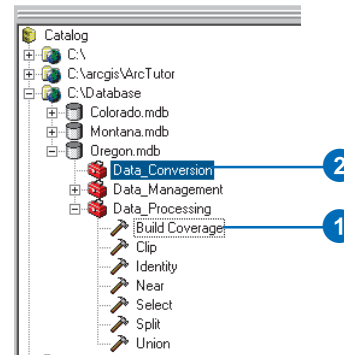 Catalog
C:\
C:\arcgis\ArcTutor
C:\Database
Colorado.mdb
Montana.mdb
Oregon.mdb
Data_Conversion 2
Data_Management
Data_Processing
Build Coverage 1
Clip
Identity
Near
Select
Split
Union